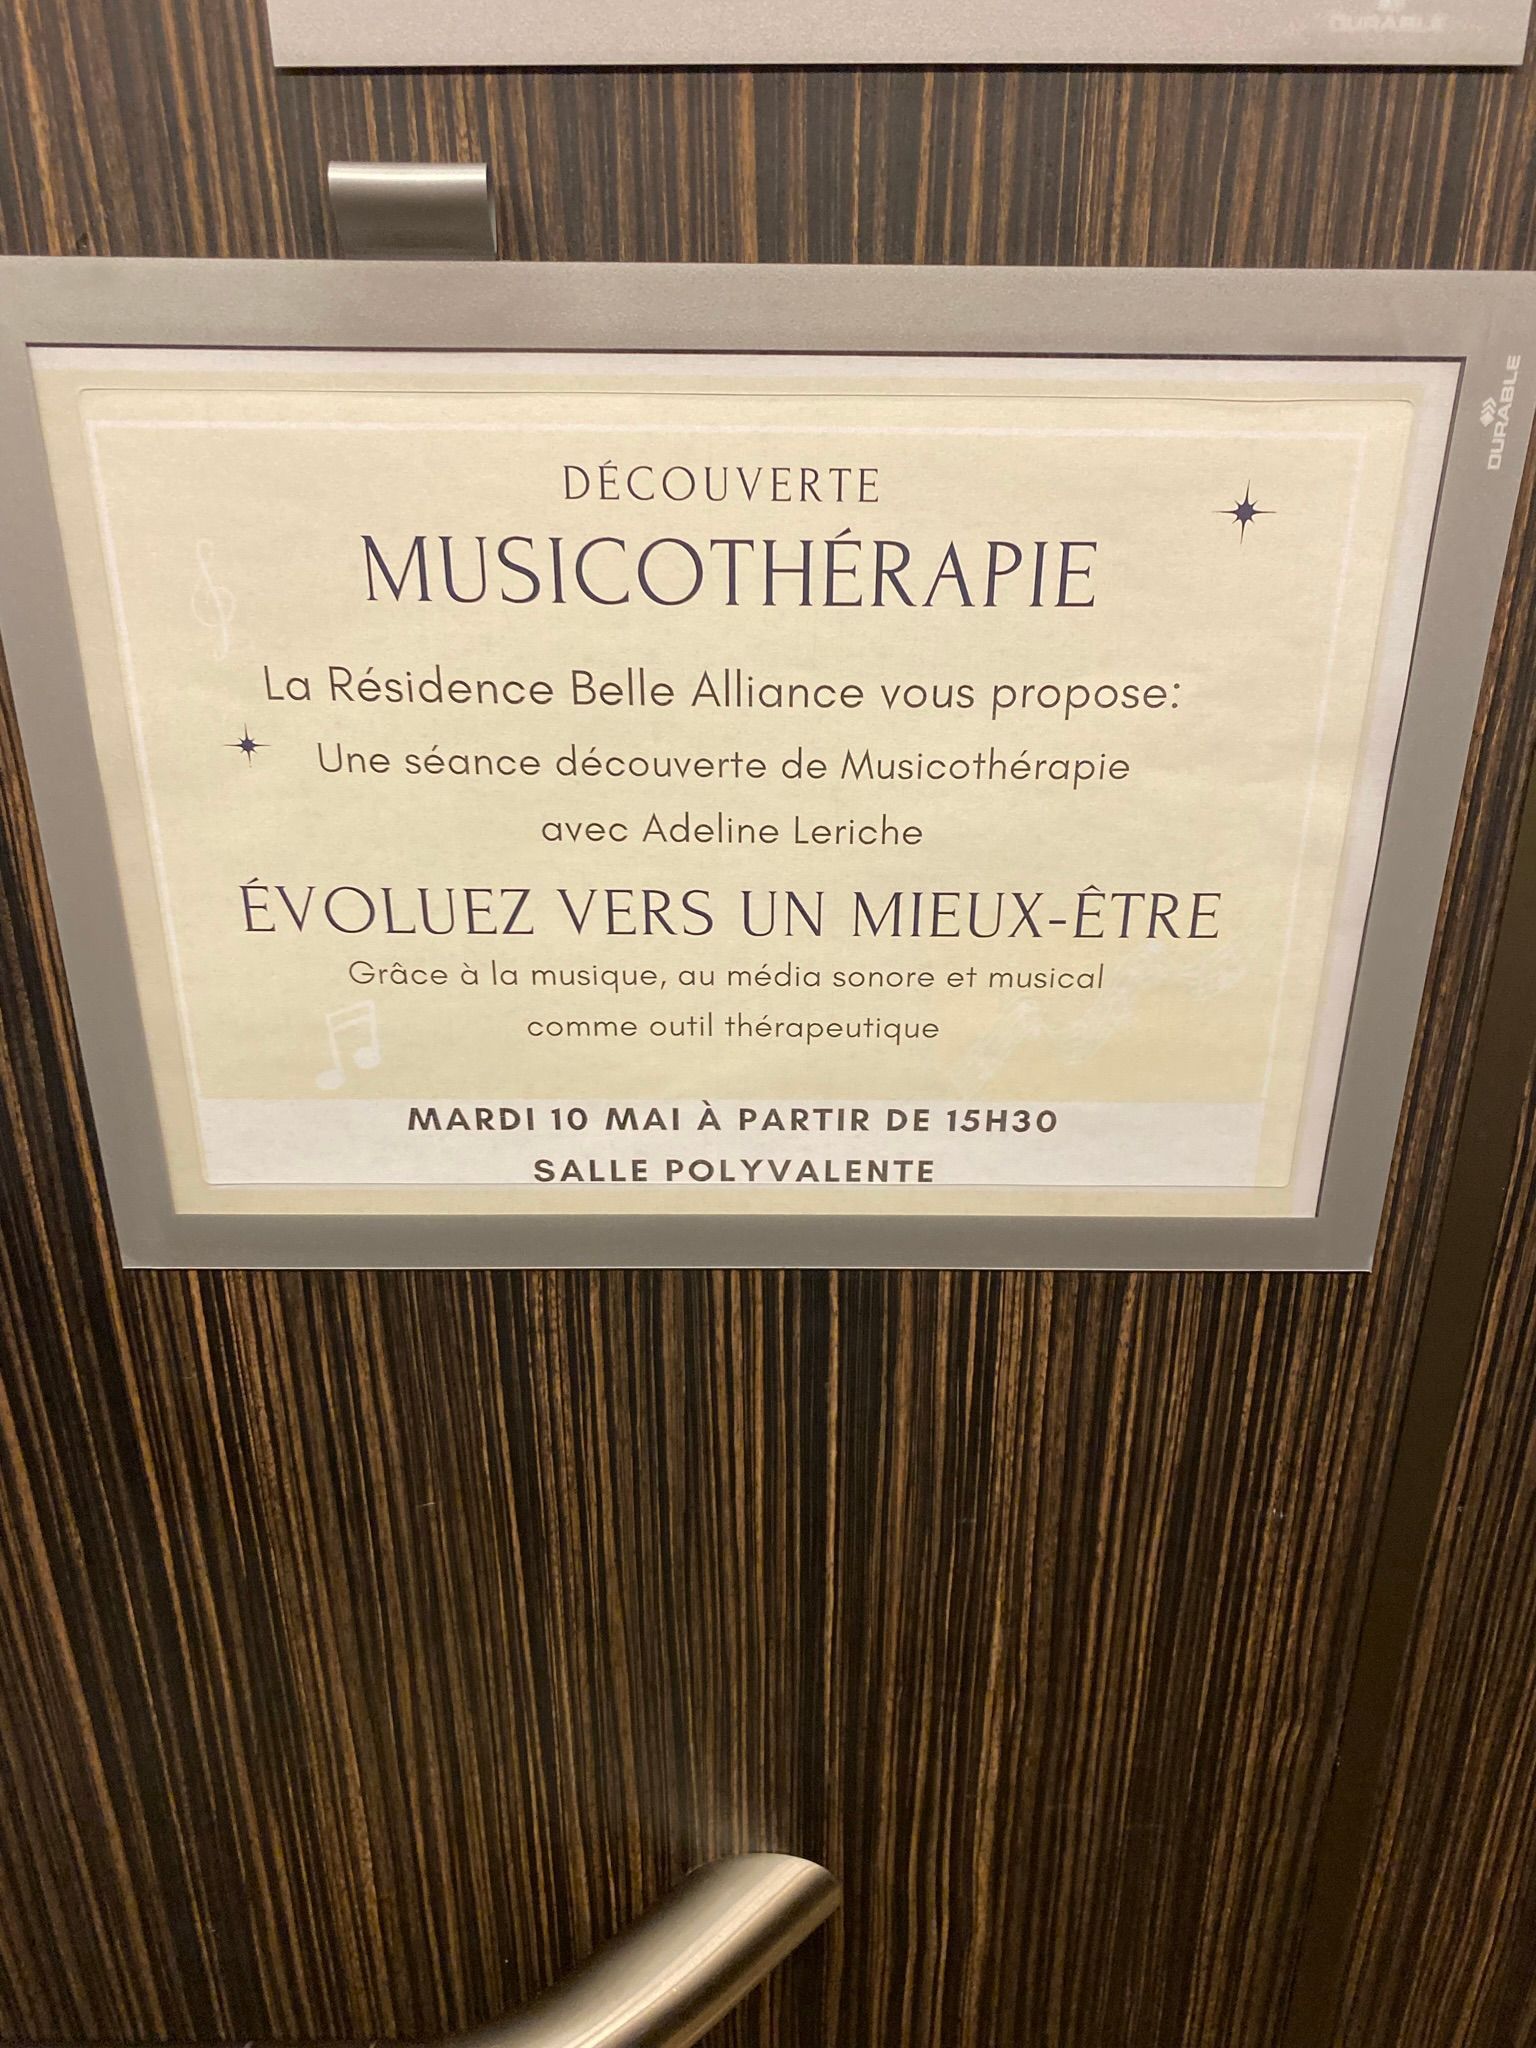 DURABLE
DURABLE
DÉCOUVERTE
MUSICOTHÉRAPIE
La Résidence Belle Alliance vous propose:
Une séance découverte de Musicothérapie
avec Adeline Leriche
ÉVOLUEZ VERS UN MIEUX-ÊTRE
Grâce à la musique, au média sonore et musical
comme outil thérapeutique
MARDI 10 MAI À PARTIR DE 15H30
SALLE POLYVALENTE